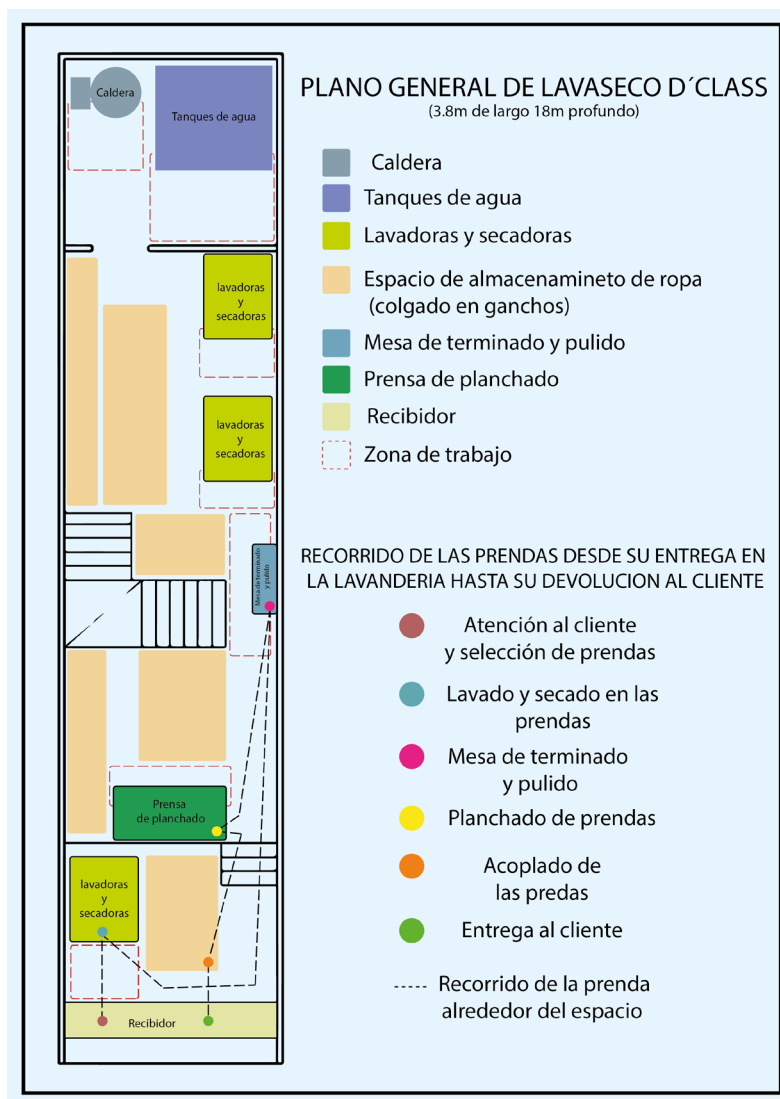 PLANO GENERAL DE LAVASECO D´CLASS
(3.8m de largo 18m profundo)
Caldera
Tanques de agua
Lavadoras y secadoras
Espacio de almacenamineto de ropa
(colgado en ganchos)
Mesa de terminado y pulido
Prensa de planchado
Recibidor
Zona de trabajo
RECORRIDO DE LAS PRENDAS DESDE SU ENTREGA EN
LA LAVANDERIA HASTA SU DEVOLUCION AL CLIENTE
Atención al cliente
y selección de prendas
Lavado y secado en las
prendas
Mesa de terminado
y pulido
Planchado de prendas
Acoplado de
las predas
Entrega al cliente
Recorrido de la prenda
alrededor del espacio
Caldera
Tanques de agua
lavadoras
y
secadoras
lavadoras
y
secadoras
Mesa de terminado
y pulido
Prensa
de planchado
lavadoras
y
secadoras
Recibidor